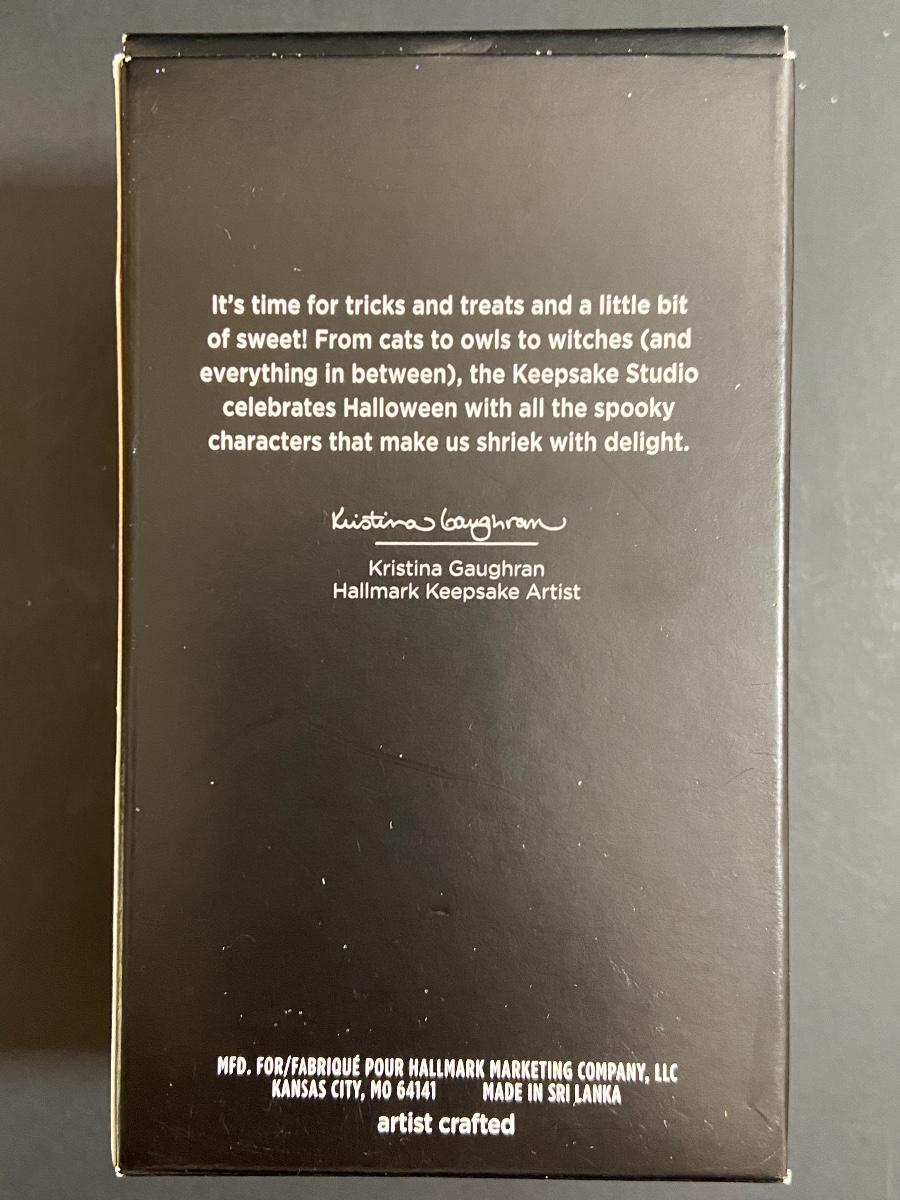 It's time for tricks and treats and a little bit
of sweet! From cats to owls to witches (and
everything in between), the Keepsake Studio
celebrates Halloween with all the spooky
characters that make us shriek with delight.
Kristina Gaughran
Kristina Gaughran
Hallmark Keepsake Artist
MFD. FOR/FABRIQUÉ POUR HALLMARK MARKETING COMPANY, LLC
KANSAS CITY, MO 64141 MADE IN SRI LANKA
artist crafted